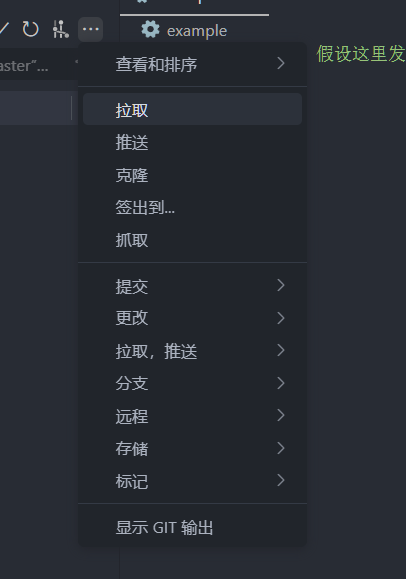 example
假设这里发
aster"...
查看和排序
拉取
推送
克隆
签出到...
抓取
提交
更改
拉取，推送
分支
远程
存储
标记
显示 GIT 输出